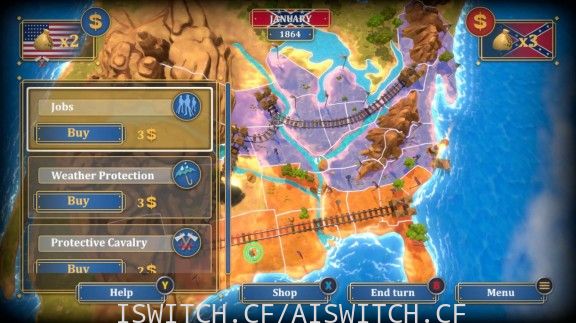 x2
$
JANUARY
1864
$
x3
Jobs
Buy 3 $
Weather Protection
Buy 3 $
Protective Cavalry
Buy
Help Y
Shop X
End turn B
Menu
ISWITCH.CF/AISWITCH.CF